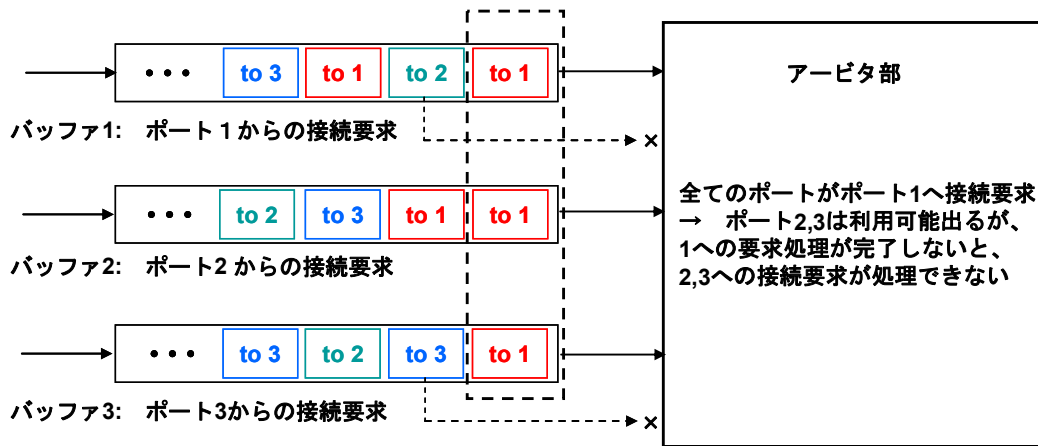 ••• to 3 to 1 to 2 to 1
バッファ1: ポート１からの接続要求
×
••• to 2 to 3 to 1 to 1
バッファ2: ポート2 からの接続要求
••• to 3 to 2 to 3 to 1
バッファ3: ポート3からの接続要求
×
アービタ部
全てのポートがポート1へ接続要求
→ ポート2,3は利用可能出るが、
1への要求処理が完了しないと、
2,3への接続要求が処理できない